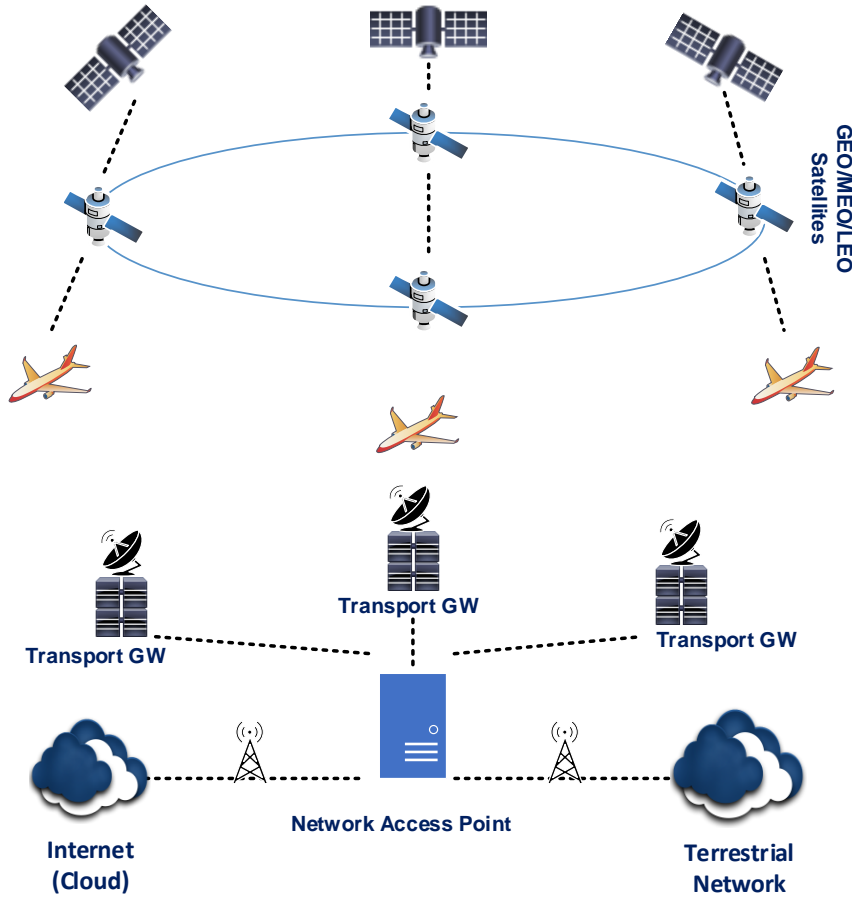 GEO/MEO/LEO
Satellites
Transport GW
Transport GW
Transport GW
Network Access Point
Internet
(Cloud)
Terrestrial
Network